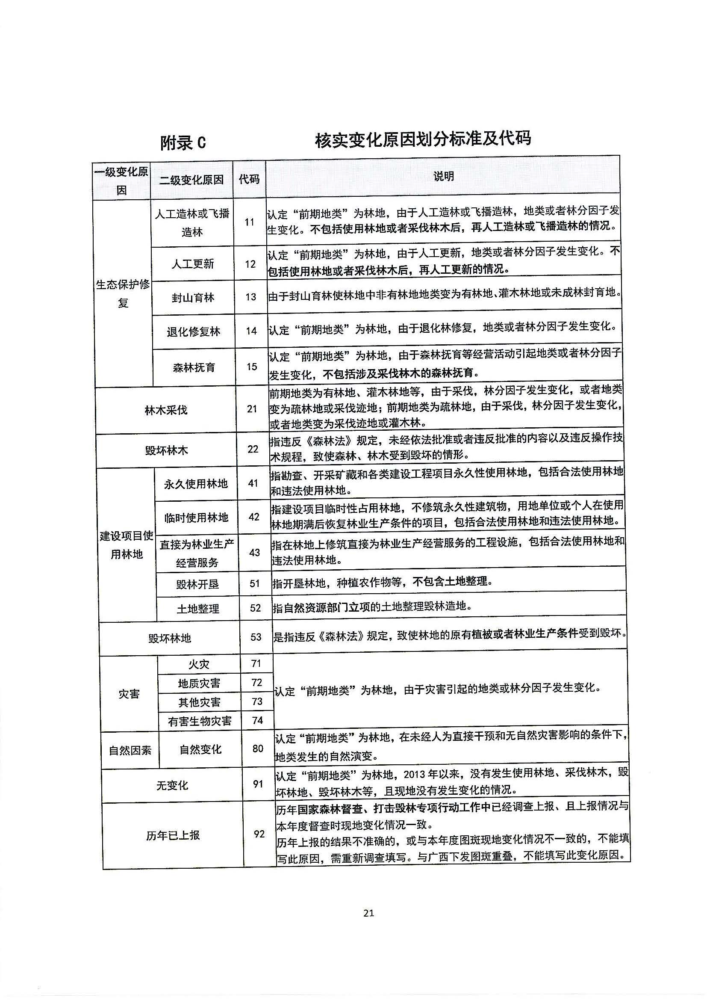 附录 C
核实变化原因划分标准及代码
一级变化原
因
二级变化原因
代码
说明
生态保护修
复
人工造林或飞播
造林
11
认定“前期地类”为林地，由于人工造林或飞播造林，地类或者林分因子发
生变化。不包括使用林地或者采伐林木后，再人工造林或飞播造林的情况。
人工更新
12
认定“前期地类”为林地，由于人工更新，地类或者林分因子发生变化。不
包括使用林地或者采伐林木后，再人工更新的情况。
封山育林
13
由于封山育林使林地中非有林地地类变为有林地、灌木林地或未成林封育地。
退化修复林
14
认定“前期地类”为林地，由于退化林修复，地类或者林分因子发生变化。
森林抚育
15
认定“前期地类”为林地，由于森林抚育等经营活动引起地类或者林分因子
发生变化，不包括涉及采伐林木的森林抚育。
林木采伐
21
前期地类为有林地、灌木林地等，由于采伐，林分因子发生变化，或者地类
变为疏林地或采伐迹地；前期地类为疏林地，由于采伐，林分因子发生变化，
或者地类变为采伐迹地或灌木林。
毁坏林木
22
指违反《森林法》规定，未经依法批准或者违反批准的内容以及违反操作技
术规程，致使森林、林木受到毁坏的情形。
建设项目使
用林地
永久使用林地
41
指勘查、开采矿藏和各类建设工程项目永久性使用林地，包括合法使用林地
和违法使用林地。
临时使用林地
42
指建设项目临时性占用林地，不修筑永久性建筑物，用地单位或个人在使用
林地期满后恢复林业生产条件的项目，包括合法使用林地和违法使用林地。
直接为林业生产
经营服务
43
指在林地上修筑直接为林业生产经营服务的工程设施，包括合法使用林地和
违法使用林地。
毁林开垦
51
指开垦林地，种植农作物等，不包含土地整理。
土地整理
52
指自然资源部门立项的土地整理毁林造地。
毁坏林地
53
是指违反《森林法》规定，致使林地的原有植被或者林业生产条件受到毁坏。
灾害
火灾
71
地质灾害
72
其他灾害
73
有害生物灾害
74
认定“前期地类”为林地，由于灾害引起的地类或林分因子发生变化。
自然因素
自然变化
80
认定“前期地类”为林地，在未经人为直接干预和无自然灾害影响的条件下，
地类发生的自然演变。
无变化
91
认定“前期地类”为林地，2013 年以来，没有发生使用林地、采伐林木，毁
坏林地、毁坏林木等，且现地没有发生变化的情况。
历年已上报
92
历年国家森林督查、打击毁林专项行动工作中已经调查上报、且上报情况与
本年度督查时现地变化情况一致。
历年上报的结果不准确的，或与本年度图斑现地变化情况不一致的，不能填
写此原因，需重新调查填写。与广西下发图斑重叠，不能填写此变化原因。
21